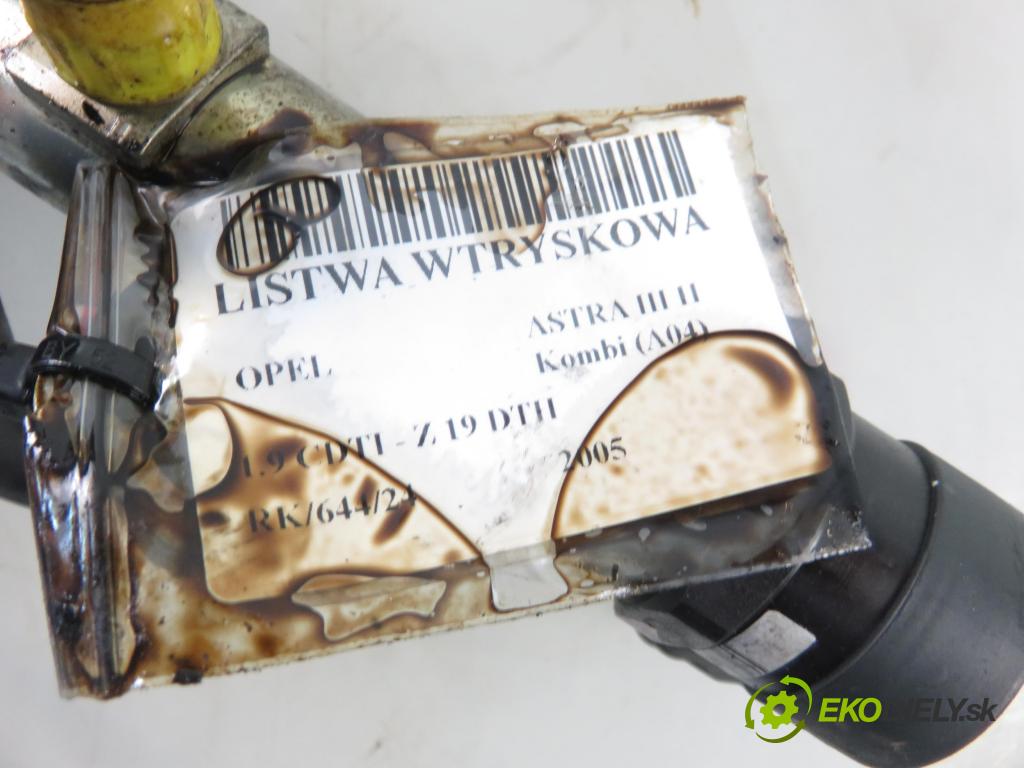 LISTWA WTRYSKOWA
OPEL
ASTRA III H
Kombi (A04)
1.9 CDTI - Z 19 DTH
2005
RK/644/24
EKODIELY.sk